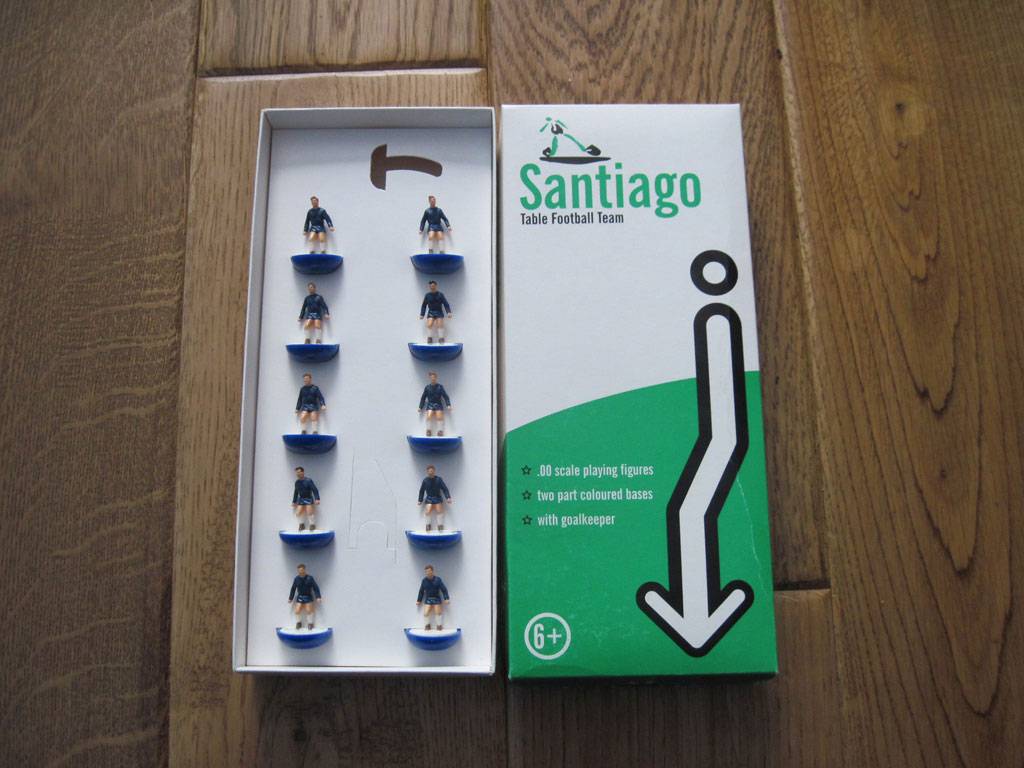 Santiago
Table Football Team
.00 scale playing figures
two part coloured bases
with goalkeeper
6+